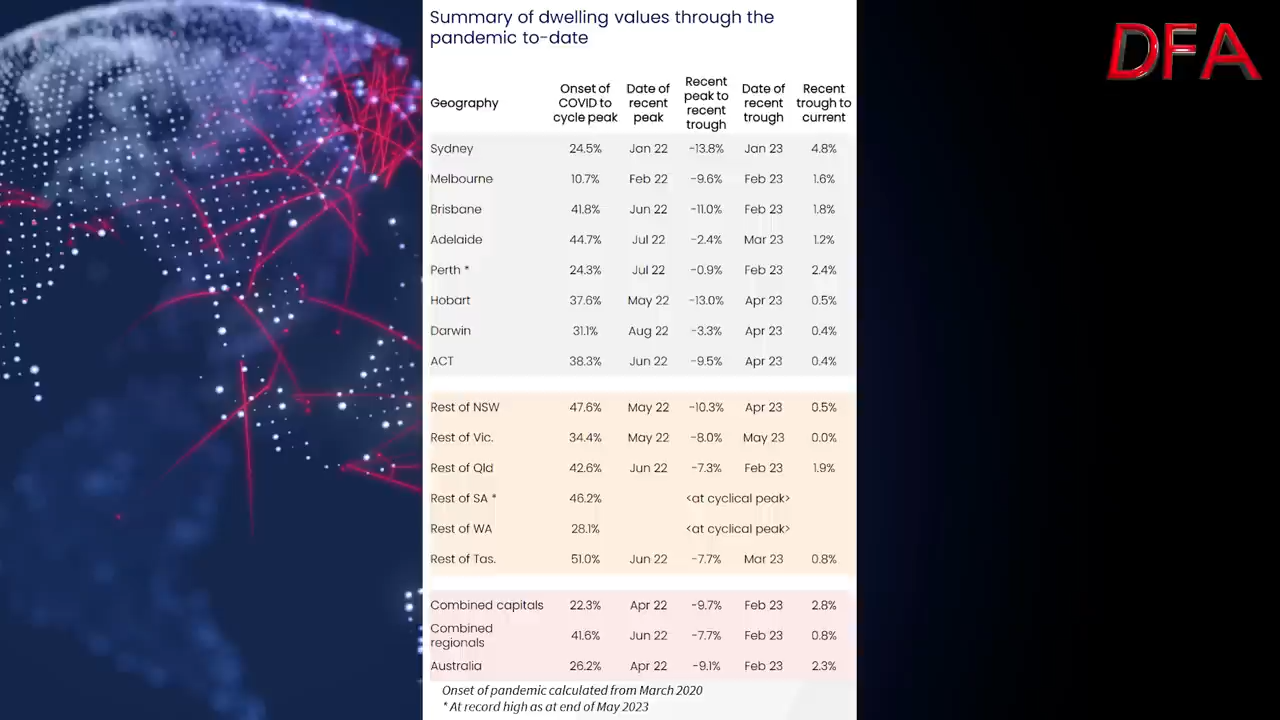 Summary of dwelling values through the
pandemic to-date
DFA
Geography
Onset of
COVID to
cycle peak
Date of
recent
peak
Recent
peak to
recent
trough
Date of
recent
trough
Recent
trough to
current
Sydney 24.5% Jan 22 -13.8% Jan 23 4.8%
Melbourne 10.7% Feb 22 -9.6% Feb 23 1.6%
Brisbane 41.8% Jun 22 -11.0% Feb 23 1.8%
Adelaide 44.7% Jul 22 -2.4% Mar 23 1.2%
Perth * 24.3% Jul 22 -0.9% Feb 23 2.4%
Hobart 37.6% May 22 -13.0% Apr 23 0.5%
Darwin 31.1% Aug 22 -3.3% Apr 23 0.4%
ACT 38.3% Jun 22 -9.5% Apr 23 0.4%
Rest of NSW 47.6% May 22 -10.3% Apr 23 0.5%
Rest of Vic. 34.4% May 22 -8.0% May 23 0.0%
Rest of Qld 42.6% Jun 22 -7.3% Feb 23 1.9%
Rest of SA * 46.2% <at cyclical peak>
Rest of WA 28.1% <at cyclical peak>
Rest of Tas. 51.0% Jun 22 -7.7% Mar 23 0.8%
Combined capitals 22.3% Apr 22 -9.7% Feb 23 2.8%
Combined
regionals 41.6% Jun 22 -7.7% Feb 23 0.8%
Australia 26.2% Apr 22 -9.1% Feb 23 2.3%
Onset of pandemic calculated from March 2020
* At record high as at end of May 2023